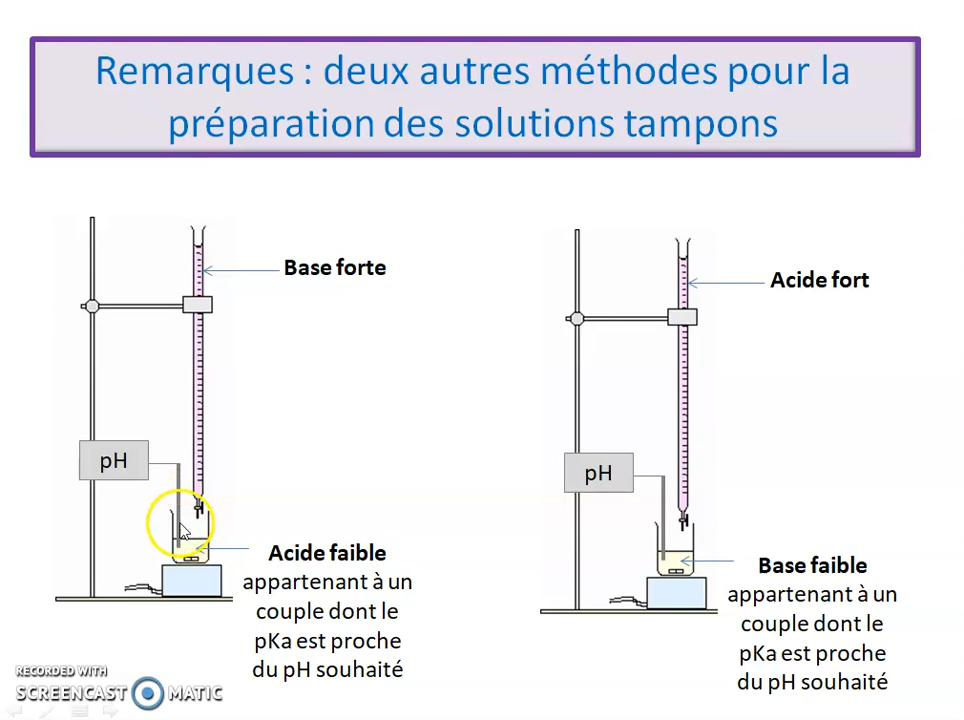 Remarques : deux autres méthodes pour la
préparation des solutions tampons
Base forte
pH
Acide faible
appartenant à un
couple dont le
pKa est proche
du pH souhaité
Acide fort
pH
Base faible
appartenant à un
couple dont le
pKa est proche
du pH souhaité
RECORDED WITH
SCREENCAST MATIC